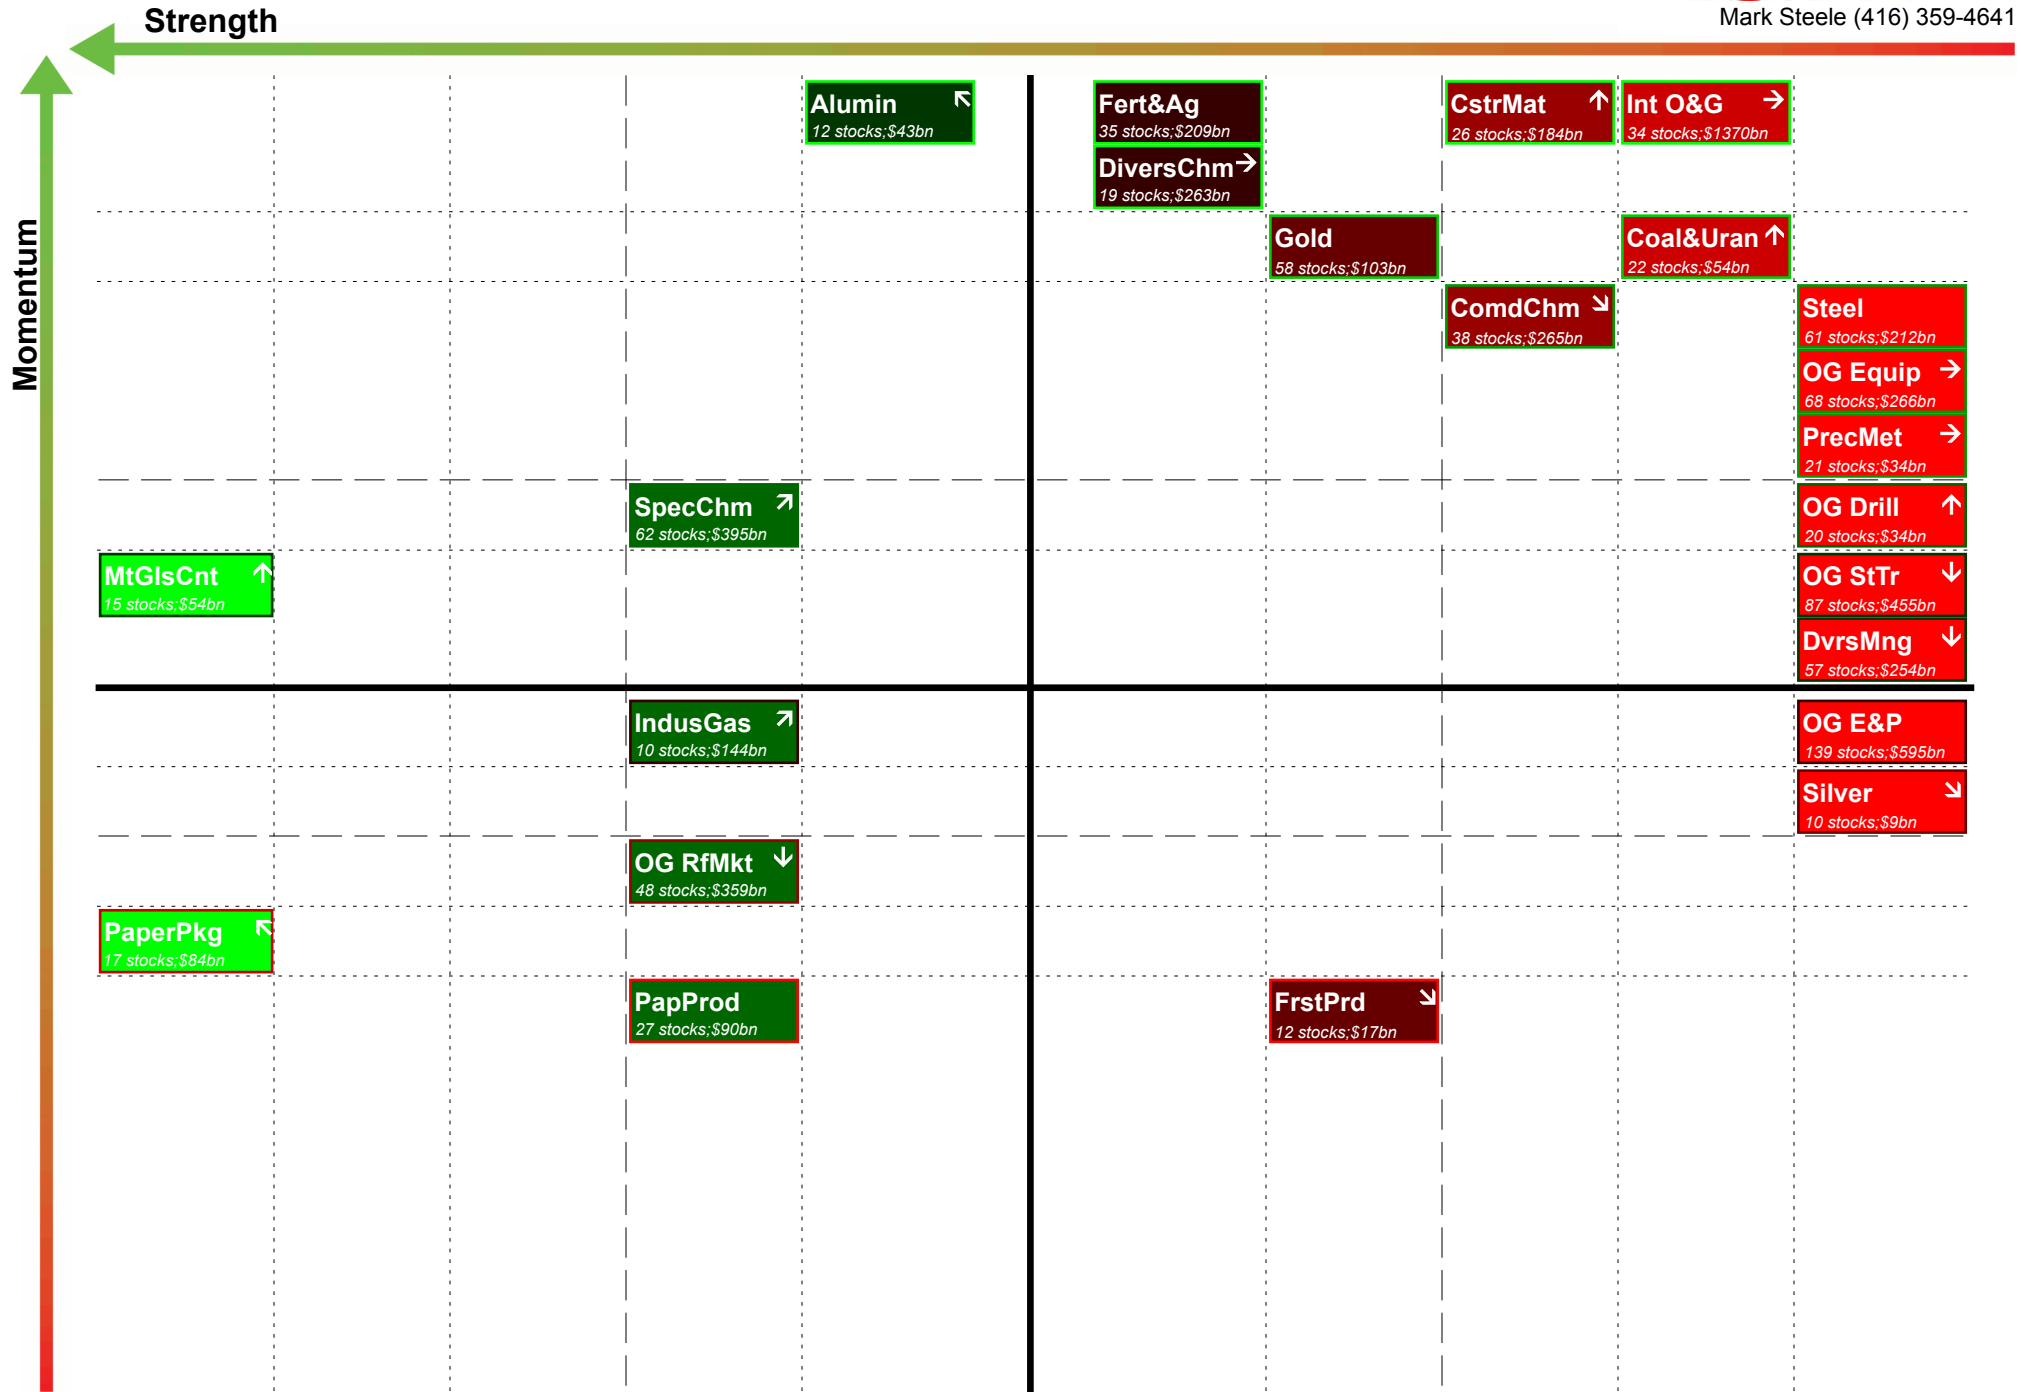 Strength
Mark Steele (416) 359-4641
Momentum
Alumin
12 stocks;$43bn
Fert&Ag
35 stocks;$209bn
CstrMat
26 stocks;$184bn
Int O&G
34 stocks;$1370bn
DiversChm
19 stocks;$263bn
Gold
58 stocks;$103bn
Coal&Uran
22 stocks;$54bn
ComdChm
38 stocks;$265bn
Steel
61 stocks;$212bn
OG Equip
68 stocks;$266bn
PrecMet
21 stocks;$34bn
SpecChm
62 stocks;$395bn
OG Drill
20 stocks;$34bn
MtGlsCnt
15 stocks;$54bn
OG StTr
87 stocks;$455bn
DvrsMng
57 stocks;$254bn
IndusGas
10 stocks;$144bn
OG E&P
139 stocks;$595bn
Silver
10 stocks;$9bn
OG RfMkt
48 stocks;$359bn
PaperPkg
17 stocks;$84bn
PapProd
27 stocks;$90bn
FrstPrd
12 stocks;$17bn